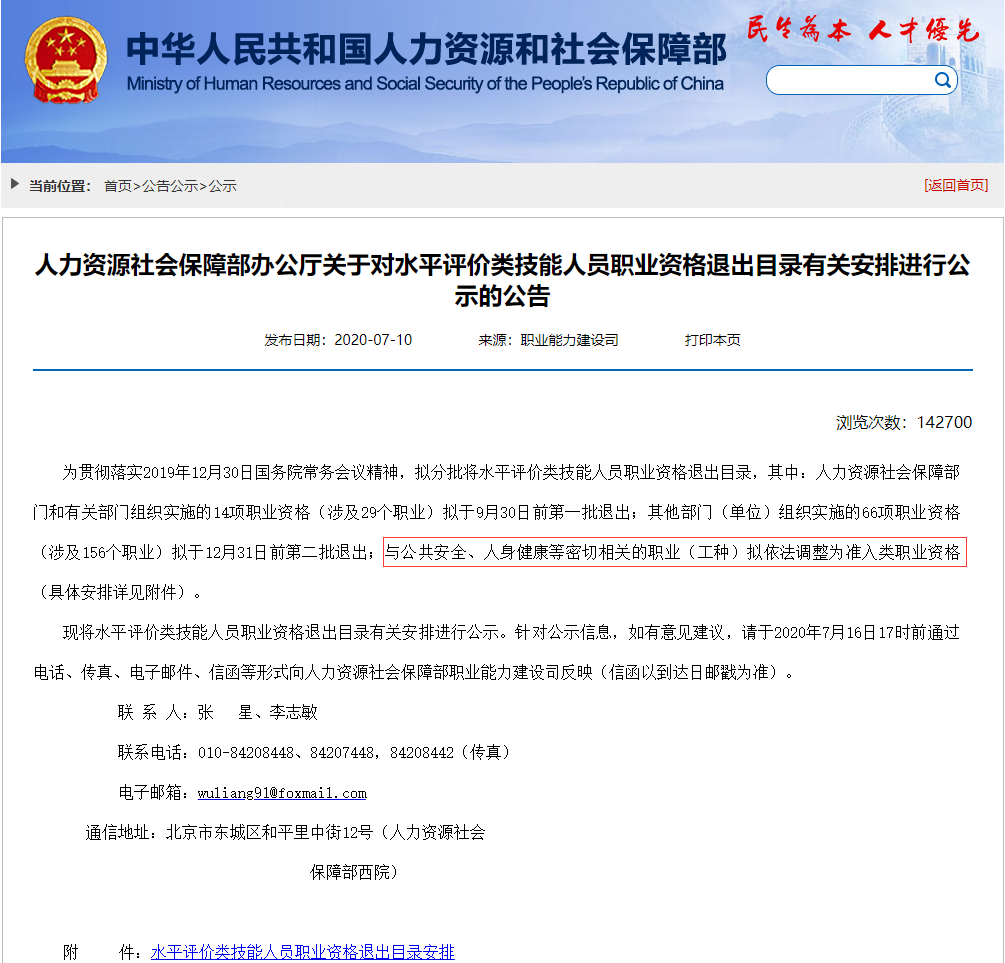 中华人民共和国人力资源和社会保障部
Ministry of Human Resources and Social Security of the People's Republic of China
民生為本 人才優先
当前位置： 首页>公告公示>公示
[返回首页]
人力资源社会保障部办公厅关于对水平评价类技能人员职业资格退出目录有关安排进行公
示的公告
发布日期：2020-07-10 来源：职业能力建设司 打印本页
浏览次数：142700
为贯彻落实2019年12月30日国务院常务会议精神，拟分批将水平评价类技能人员职业资格退出目录，其中：人力资源社会保障部
门和有关部门组织实施的14项职业资格（涉及29个职业）拟于9月30日前第一批退出；其他部门（单位）组织实施的66项职业资格
（涉及156个职业）拟于12月31日前第二批退出；与公共安全、人身健康等密切相关的职业（工种）拟依法调整为准入类职业资格
（具体安排详见附件）。
现将水平评价类技能人员职业资格退出目录有关安排进行公示。针对公示信息，如有意见建议，请于2020年7月16日17时前通过
电话、传真、电子邮件、信函等形式向人力资源社会保障部职业能力建设司反映（信函以到达日邮戳为准）。
联 系 人：张 星、李志敏
联系电话：010-84208448、84207448，84208442（传真）
电子邮箱：wuliang91@foxmail.com
通信地址：北京市东城区和平里中街12号（人力资源社会
保障部西院）
附 件：水平评价类技能人员职业资格退出目录安排